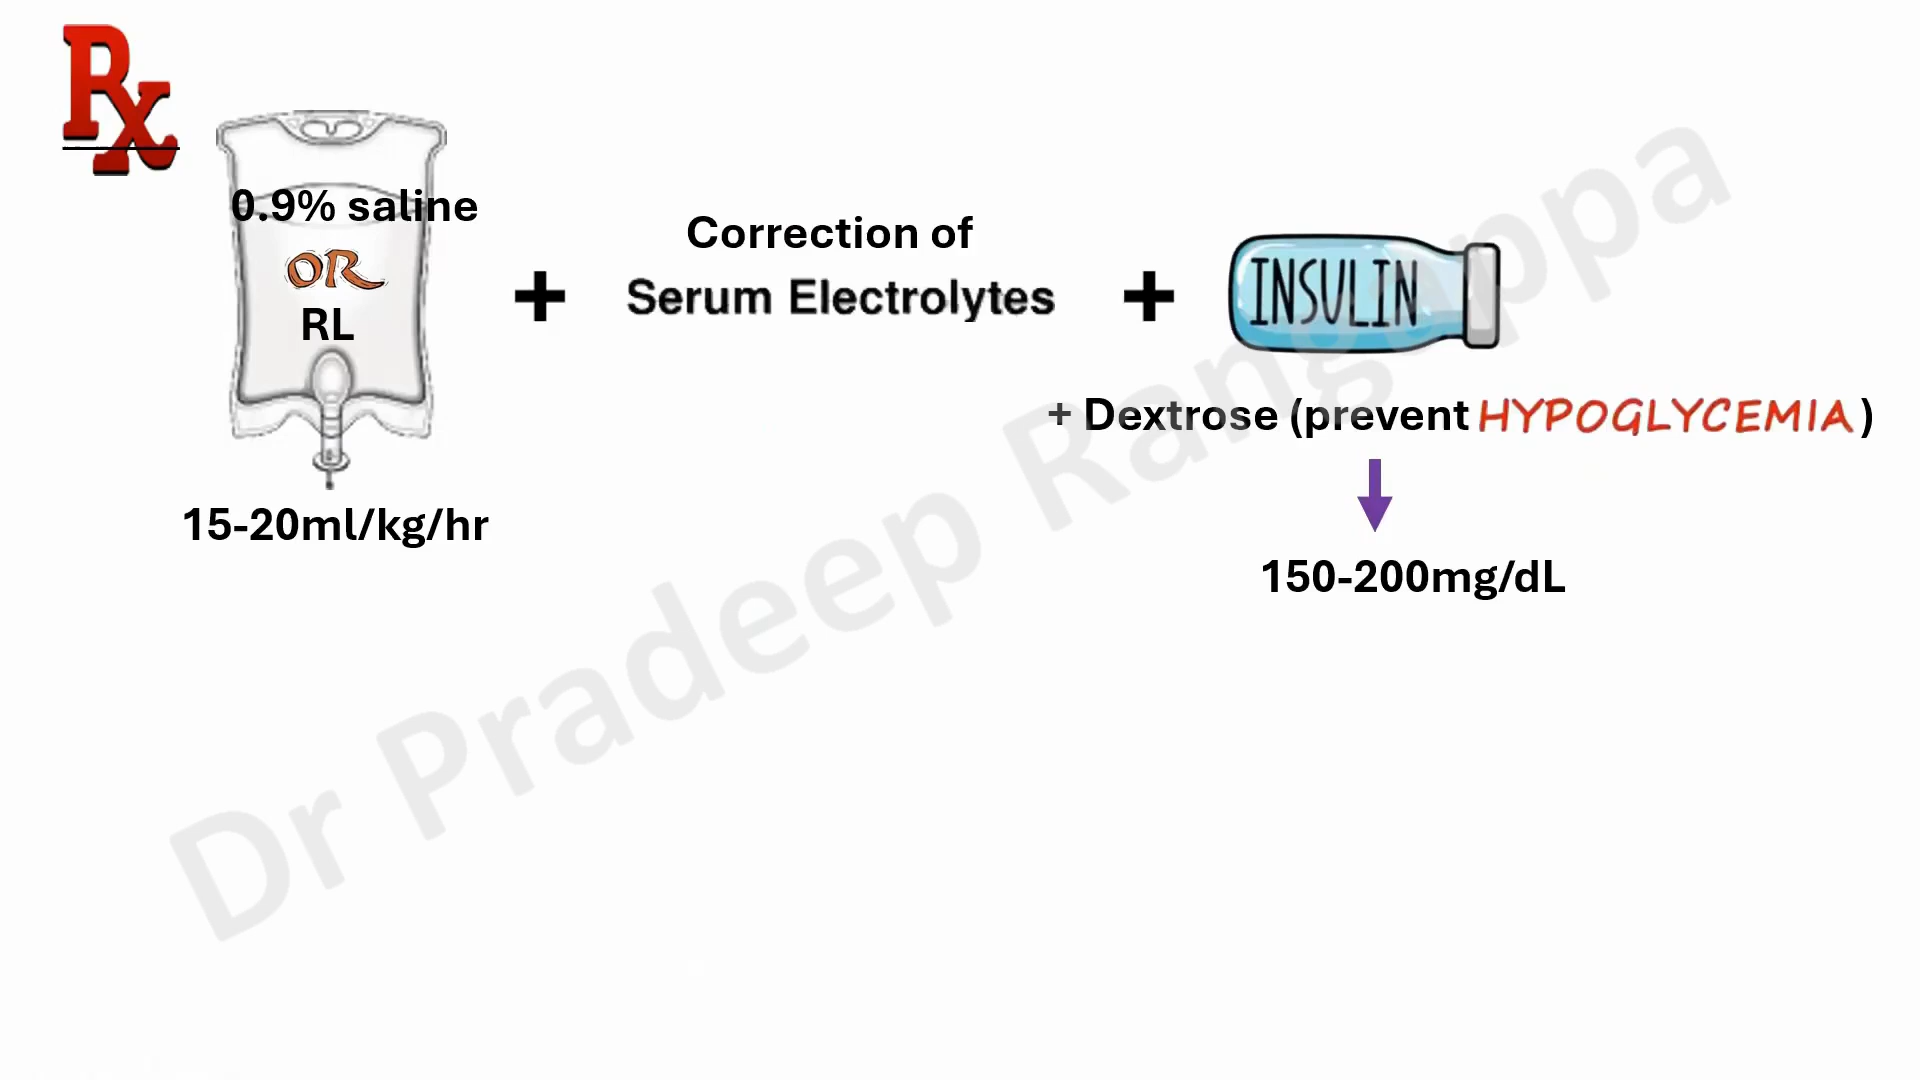 Rx
0.9% saline
OR
RL
15-20ml/kg/hr
+
Correction of
Serum Electrolytes
+
INSULIN
+ Dextrose (prevent HYPOGLYCEMIA)
150-200mg/dL
Dr Pradeep Rangappa